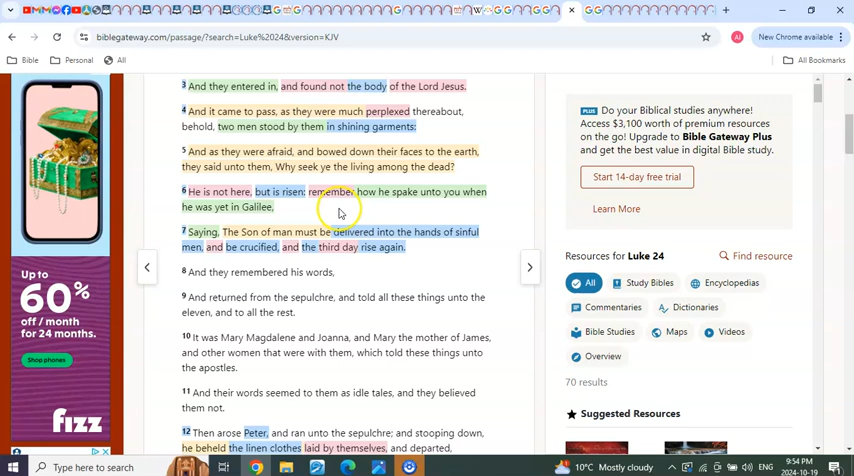 biblegateway.com/passage/?search=Luke%2024&version=KJV
AI
New Chrome available
Bible
Personal
All
All Bookmarks
3 And they entered in, and found not the body of the Lord Jesus.
4 And it came to pass, as they were much perplexed thereabout,
behold, two men stood by them in shining garments:
5 And as they were afraid, and bowed down their faces to the earth,
they said unto them, Why seek ye the living among the dead?
6 He is not here, but is risen: remember how he spake unto you when
he was yet in Galilee,
7 Saying, The Son of man must be delivered into the hands of sinful
men, and be crucified, and the third day rise again.
8 And they remembered his words,
9 And returned from the sepulchre, and told all these things unto the
eleven, and to all the rest.
10 It was Mary Magdalene and Joanna, and Mary the mother of James,
and other women that were with them, which told these things unto
the apostles.
11 And their words seemed to them as idle tales, and they believed
them not.
12 Then arose Peter, and ran unto the sepulchre; and stooping down,
he beheld the linen clothes laid by themselves, and departed,
Up to
60%
off / month
for 24 months.
Shop phones
fizz
PLUS Do your Biblical studies anywhere!
Access $3,100 worth of premium resources
on the go! Upgrade to Bible Gateway Plus
and get the best value in digital Bible study.
Start 14-day free trial
Learn More
Resources for Luke 24
Find resource
All
Study Bibles
Encyclopedias
Commentaries
Dictionaries
Bible Studies
Maps
Videos
Overview
70 results
★ Suggested Resources
Type here to search
10°C Mostly cloudy
ENG
9:54 PM
2024-10-19